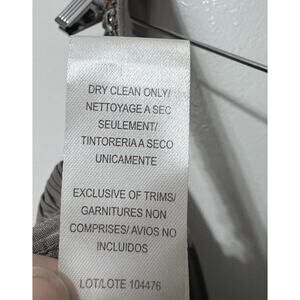 DRY CLEAN ONLY/
NETTOYAGE A SEC
SEULEMENT/
TINTORERIA A SECO
UNICAMENTE
EXCLUSIVE OF TRIMS/
GARNITURES NON
COMPRISES/ AVIOS NO
INCLUIDOS
LOT/LOTE 104476